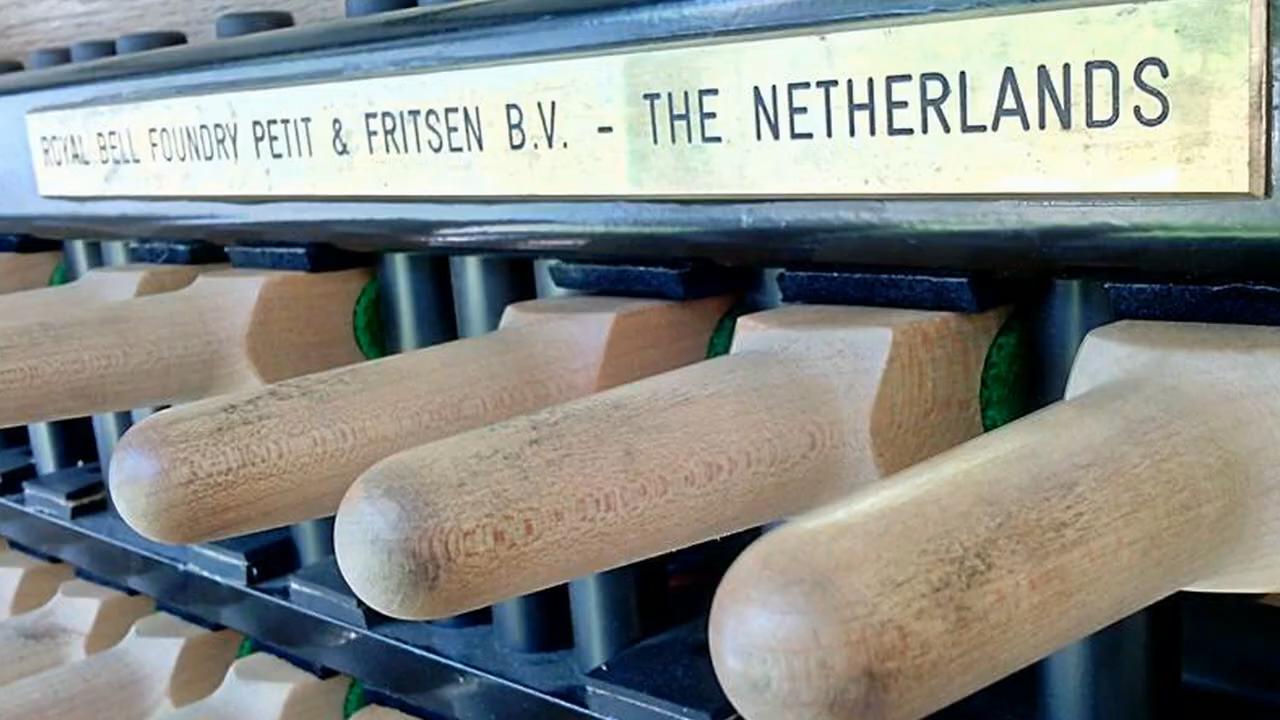 ROYAL BELL FOUNDRY PETIT & FRITSEN B.V. - THE NETHERLANDS